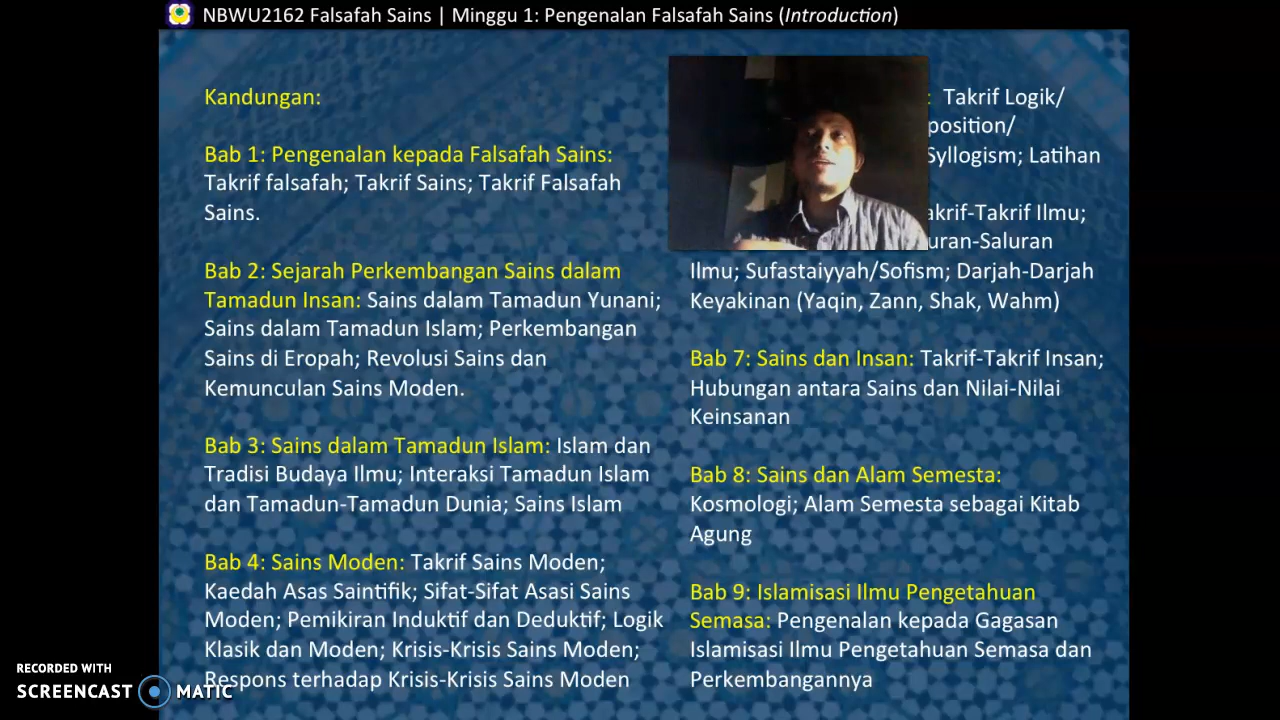 NBWU2162 Falsafah Sains | Minggu 1: Pengenalan Falsafah Sains (Introduction)
Kandungan:
Bab 1: Pengenalan kepada Falsafah Sains:
Takrif falsafah; Takrif Sains; Takrif Falsafah
Sains.
Bab 2: Sejarah Perkembangan Sains dalam
Tamadun Insan: Sains dalam Tamadun Yunani;
Sains dalam Tamadun Islam; Perkembangan
Sains di Eropah; Revolusi Sains dan
Kemunculan Sains Moden.
Bab 3: Sains dalam Tamadun Islam: Islam dan
Tradisi Budaya Ilmu; Interaksi Tamadun Islam
dan Tamadun-Tamadun Dunia; Sains Islam
Bab 4: Sains Moden: Takrif Sains Moden;
Kaedah Asas Saintifik; Sifat-Sifat Asasi Sains
Moden; Pemikiran Induktif dan Deduktif; Logik
Klasik dan Moden; Krisis-Krisis Sains Moden;
Respons terhadap Krisis-Krisis Sains Moden
: Takrif Logik/
position/
Syllogism; Latihan
akrif-Takrif Ilmu;
uran-Saluran
Ilmu; Sufastaiyyah/Sofism; Darjah-Darjah
Keyakinan (Yaqin, Zann, Shak, Wahm)
Bab 7: Sains dan Insan: Takrif-Takrif Insan;
Hubungan antara Sains dan Nilai-Nilai
Keinsanan
Bab 8: Sains dan Alam Semesta:
Kosmologi; Alam Semesta sebagai Kitab
Agung
Bab 9: Islamisasi Ilmu Pengetahuan
Semasa: Pengenalan kepada Gagasan
Islamisasi Ilmu Pengetahuan Semasa dan
Perkembangannya
RECORDED WITH
SCREENCAST MATIC